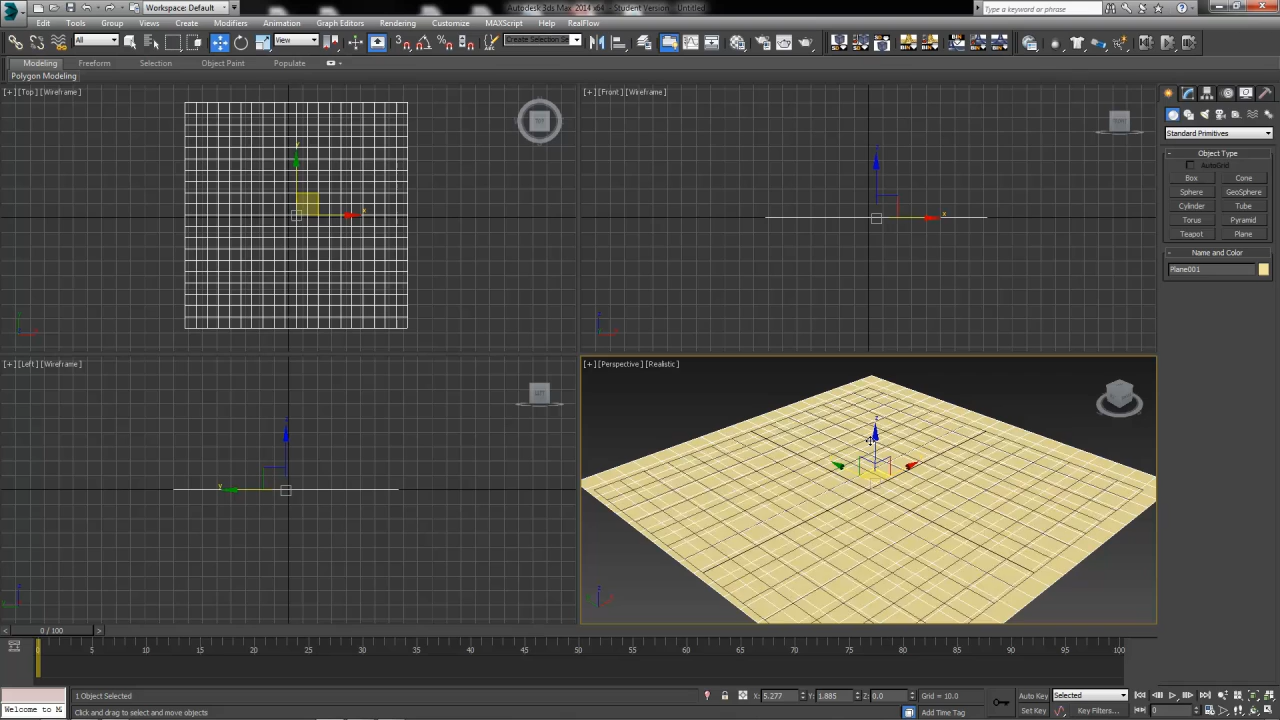 Workspace: Default
Autodesk 3ds Max 2014 x64 - Student Version Untitled
Type a keyword or phrase
Edit Tools Group Views Create Modifiers Animation Graph Editors Rendering Customize MAXScript Help RealFlow
All
View
Create Selection Se
Modeling Freeform Selection Object Paint Populate
Polygon Modeling
[+] [Top] [Wireframe]
[+] [Front] [Wireframe]
TOP
FRONT
Standard Primitives
Object Type
AutoGrid
Box Cone
Sphere GeoSphere
Cylinder Tube
Torus Pyramid
Teapot Plane
Name and Color
Plane001
y
x
z
x
[+] [Left] [Wireframe]
[+] [Perspective] [Realistic]
LEFT
z
y
z
0 / 100
0 5 10 15 20 25 30 35 40 45 50 55 60 65 70 75 80 85 90 95 100
1 Object Selected
X: 5.277 Y: 1.885 Z: 0.0 Grid = 10.0
Auto Key Selected
Welcome to M
Click and drag to select and move objects
Add Time Tag
Set Key Key Filters... 0